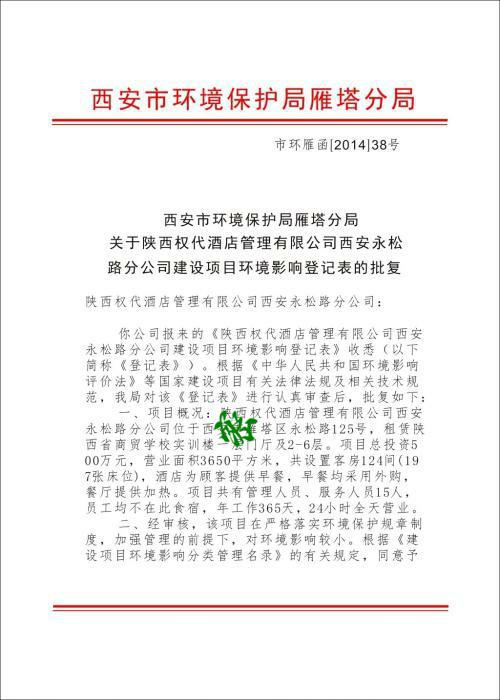 西安市环境保护局雁塔分局
市环雁函[2014]38号
西安市环境保护局雁塔分局
关于陕西权代酒店管理有限公司西安永松
路分公司建设项目环境影响登记表的批复
陕西权代酒店管理有限公司西安永松路分公司：
你公司报来的《陕西权代酒店管理有限公司西安
永松路分公司建设项目环境影响登记表》收悉（以下
简称《登记表》）。根据《中华人民共和国环境影响
评价法》等国家建设项目有关法律法规及相关技术规
范，我局对该《登记表》进行认真审查后，批复如下：
一、项目概况：陕西权代酒店管理有限公司西安
永松路分公司位于西雁塔区永松路125号，租赁陕
西省商贸学校实训楼一层门厅及2-6层。项目总投资5
00万元，营业面积3650平方米，共设置客房124间(19
7张床位)，酒店为顾客提供早餐，早餐均采用外购，
餐厅提供加热。项目共有管理人员、服务人员15人，
员工均不在此食宿，年工作365天，24小时全天营业。
二、经审核，该项目在严格落实环境保护规章制
度，加强管理的前提下，对环境影响较小。根据《建
设项目环境影响分类管理名录》的有关规定，同意予